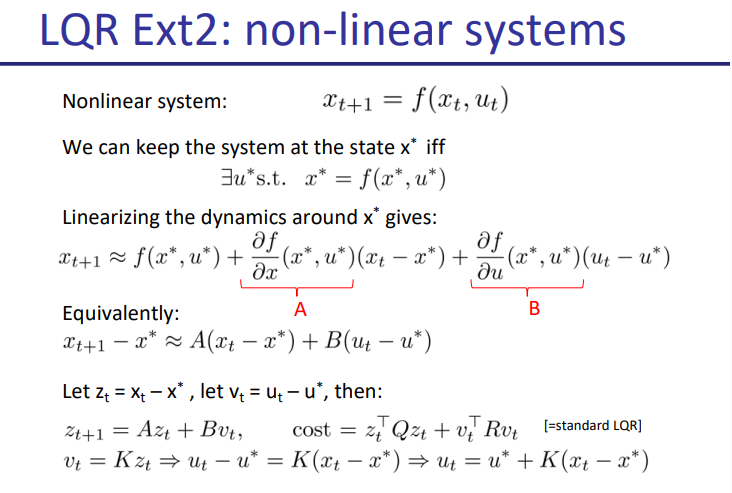 LQR Ext2: non-linear systems
Nonlinear system: $x_{t+1} = f(x_t, u_t)$
We can keep the system at the state x* iff
$\exists u^* \text{s.t.} \quad x^* = f(x^*, u^*)$
Linearizing the dynamics around x* gives:
$x_{t+1} \approx f(x^*, u^*) + \frac{\partial f}{\partial x}(x^*, u^*)(x_t - x^*) + \frac{\partial f}{\partial u}(x^*, u^*)(u_t - u^*)$
A B
Equivalently:
$x_{t+1} - x^* \approx A(x_t - x^*) + B(u_t - u^*)$
Let z_t = x_t – x* , let v_t = u_t – u*, then:
$z_{t+1} = Az_t + Bv_t, \quad \text{cost} = z_t^\top Q z_t + v_t^\top R v_t$ [=standard LQR]
$v_t = Kz_t \Rightarrow u_t - u^* = K(x_t - x^*) \Rightarrow u_t = u^* + K(x_t - x^*)$